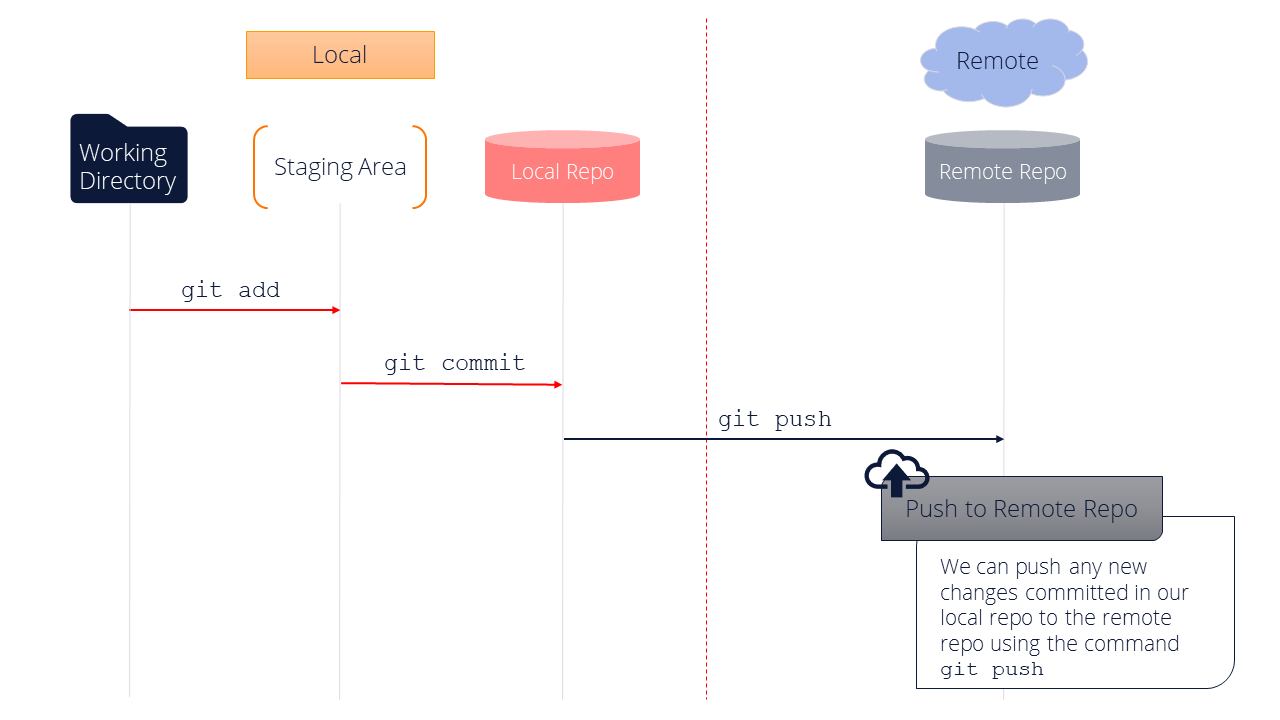 Local
Remote
Working
Directory
Staging Area
Local Repo
Remote Repo
git add
git commit
git push
Push to Remote Repo
We can push any new
changes committed in our
local repo to the remote
repo using the command
git push